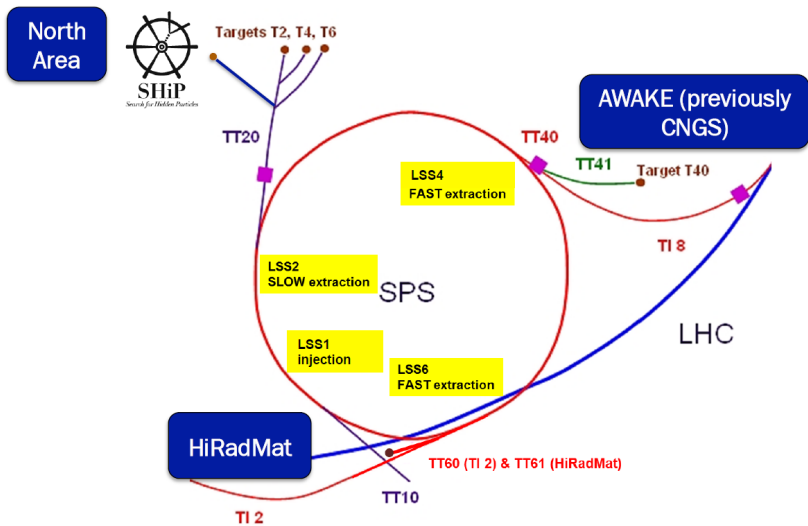 North
Area
SHiP
Search for Hidden Particles
Targets T2, T4, T6
TT20
AWAKE (previously
CNGS)
TT40
TT41
Target T40
LSS4
FAST extraction
TI 8
LSS2
SLOW extraction
SPS
LHC
LSS1
injection
LSS6
FAST extraction
HiRadMat
TT60 (TI 2) & TT61 (HiRadMat)
TT10
TI 2